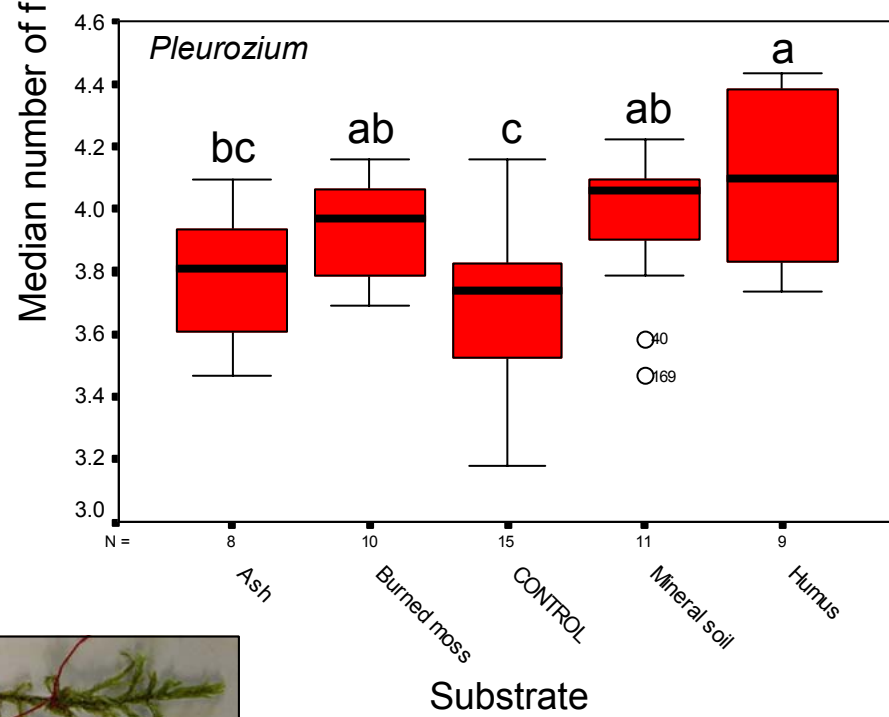 Median number of
Pleurozium
4.6
4.4
4.2
4.0
3.8
3.6
3.4
3.2
3.0
bc
ab
c
ab
a
40
169
N = 8 10 15 11 9
Ash
Burned moss
CONTROL
Mineral soil
Humus
Substrate